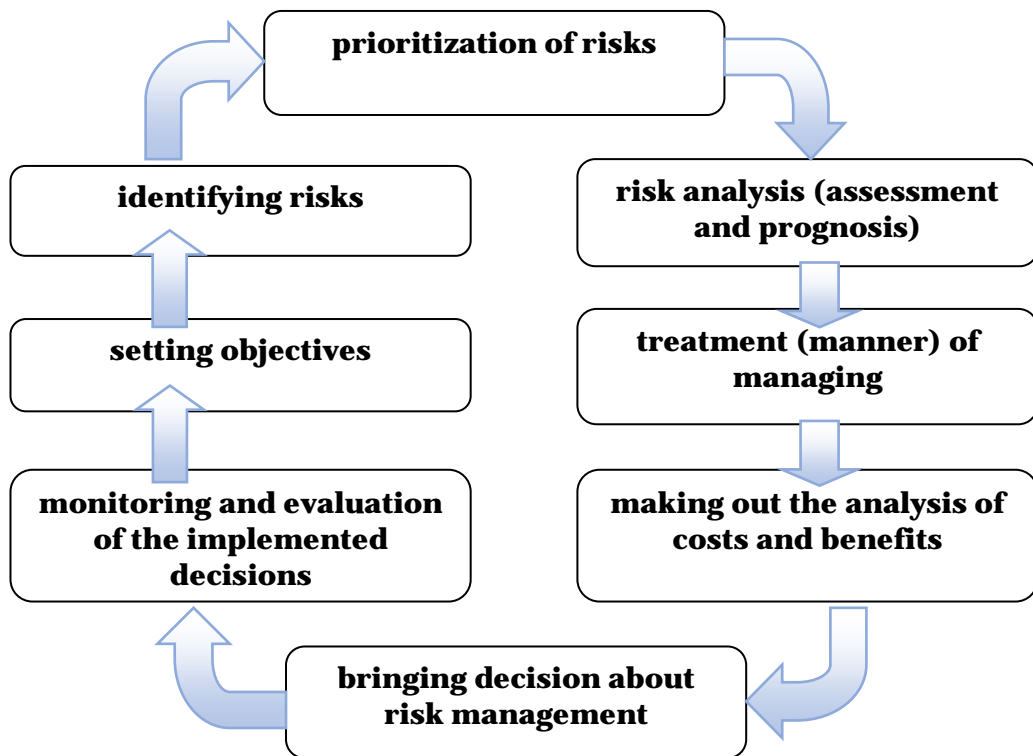 prioritization of risks
identifying risks
risk analysis (assessment
and prognosis)
setting objectives
treatment (manner) of
managing
monitoring and evaluation
of the implemented
decisions
making out the analysis of
costs and benefits
bringing decision about
risk management